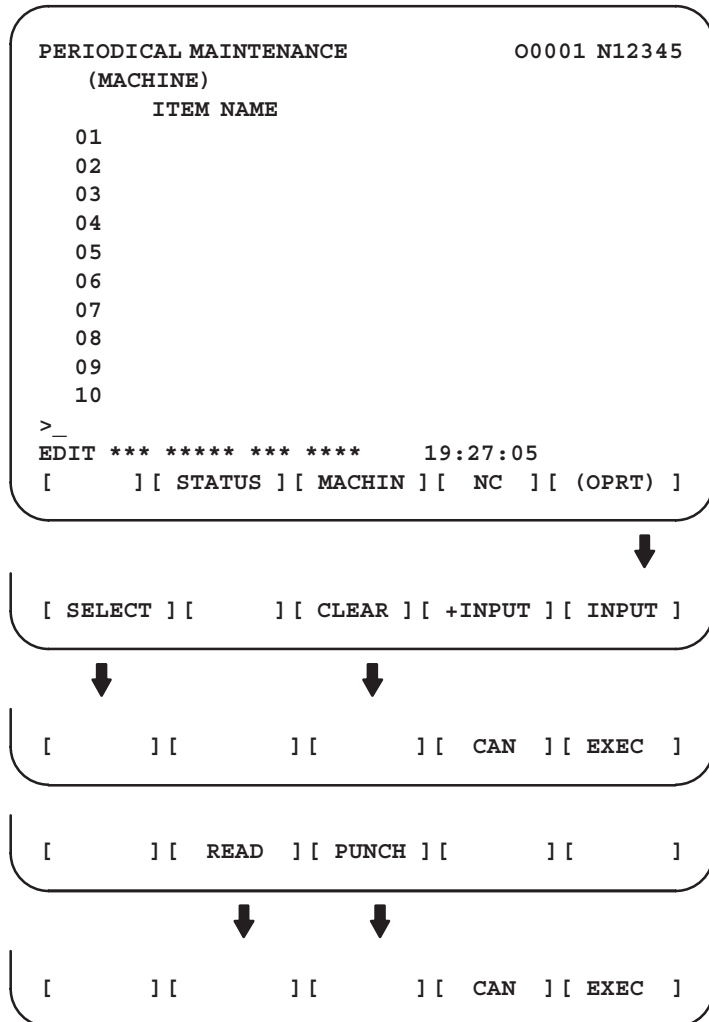 PERIODICAL MAINTENANCE O0001 N12345
(MACHINE)
ITEM NAME
01
02
03
04
05
06
07
08
09
10
>_
EDIT *** ***** *** **** 19:27:05
[ ][ STATUS ][ MACHIN ][ NC ][ (OPRT) ]
[ SELECT ][ ][ CLEAR ][ +INPUT ][ INPUT ]
[ ][ ][ ][ CAN ][ EXEC ]
[ ][ READ ][ PUNCH ][ ][ ]
[ ][ ][ ][ CAN ][ EXEC ]